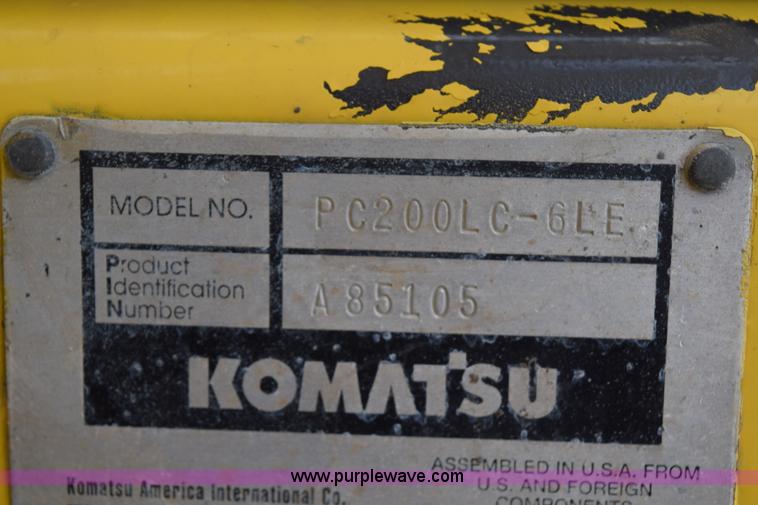 MODEL NO. PC200LC-6LE
Product
Identification
Number
A85105
KOMATSU
ASSEMBLED IN U.S.A. FROM
U.S. AND FOREIGN
COMPONENTS
Komatsu America International Co.
www.purplewave.com